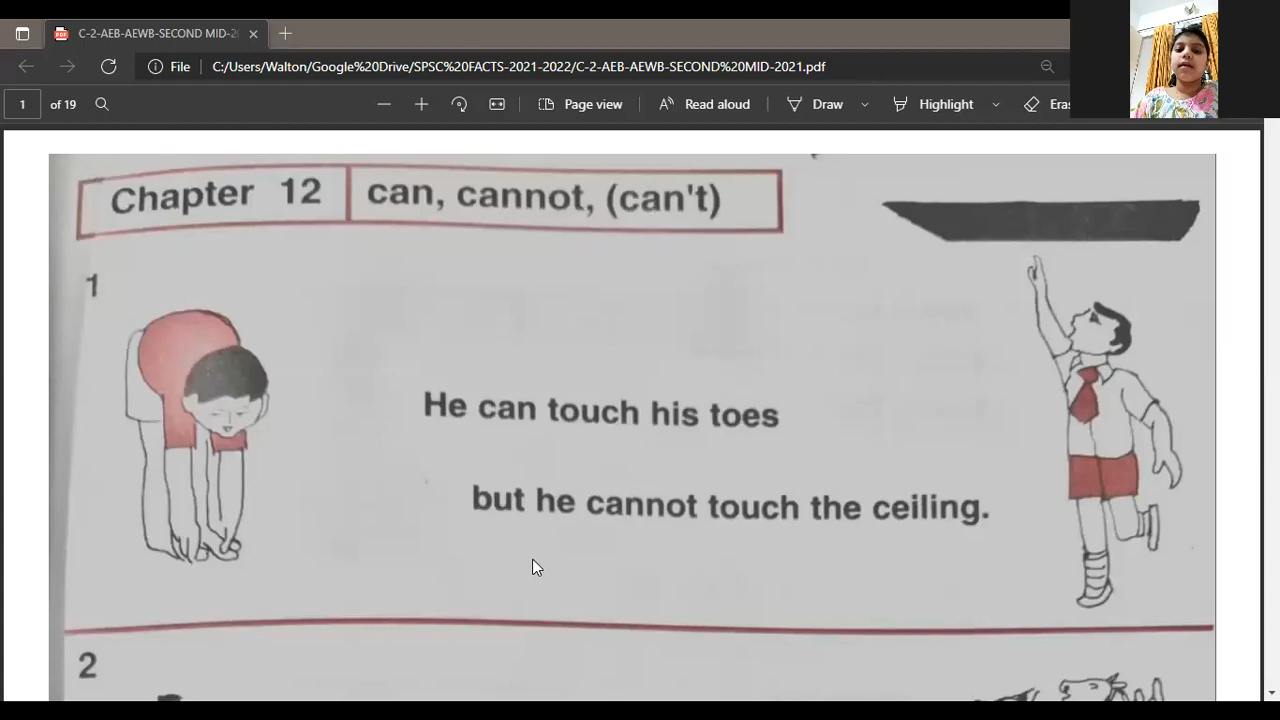 C-2-AEB-AEWB-SECOND MID-2
File C:/Users/Walton/Google%20Drive/SPSC%20FACTS-2021-2022/C-2-AEB-AEWB-SECOND%20MID-2021.pdf
1 of 19 Page view Read aloud Draw Highlight Eras
Chapter 12 can, cannot, (can't)
1
He can touch his toes
but he cannot touch the ceiling.
2